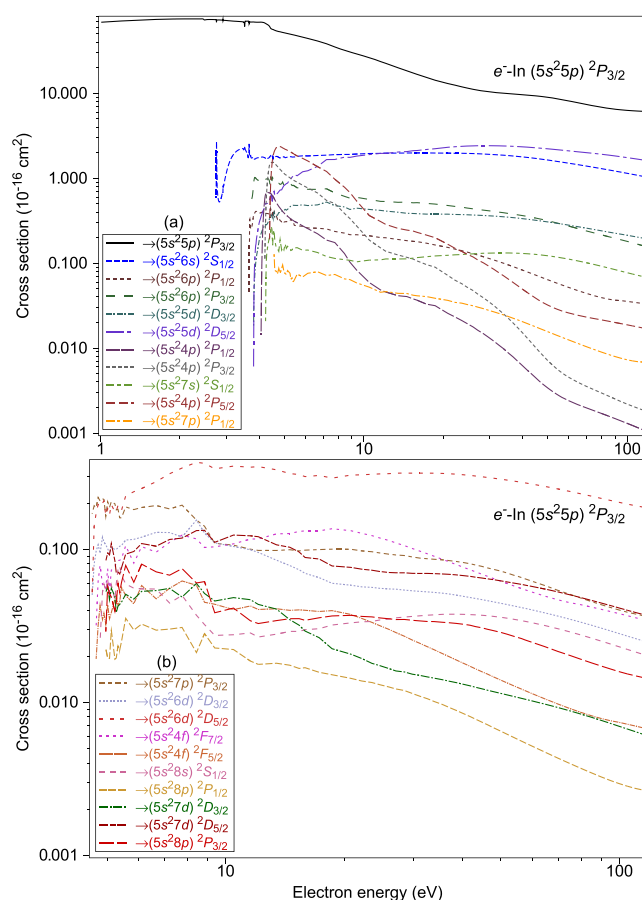 e⁻-In (5s²5p) ²P₃/₂
10.000
1.000
0.100
0.010
0.001
Cross section (10⁻¹⁶ cm²)
(a)
→(5s²5p) ²P₃/₂
→(5s²6s) ²S₁/₂
→(5s²6p) ²P₁/₂
→(5s²6p) ²P₃/₂
→(5s²5d) ²D₃/₂
→(5s²5d) ²D₅/₂
→(5s²4p) ²P₁/₂
→(5s²4p) ²P₃/₂
→(5s²7s) ²S₁/₂
→(5s²4p) ²P₅/₂
→(5s²7p) ²P₁/₂
1 10 100
e⁻-In (5s²5p) ²P₃/₂
0.100
0.010
0.001
Cross section (10⁻¹⁶ cm²)
(b)
→(5s²7p) ²P₃/₂
→(5s²6d) ²D₃/₂
→(5s²6d) ²D₅/₂
→(5s²4f) ²F₇/₂
→(5s²4f) ²F₅/₂
→(5s²8s) ²S₁/₂
→(5s²8p) ²P₁/₂
→(5s²7d) ²D₃/₂
→(5s²7d) ²D₅/₂
→(5s²8p) ²P₃/₂
10 100
Electron energy (eV)